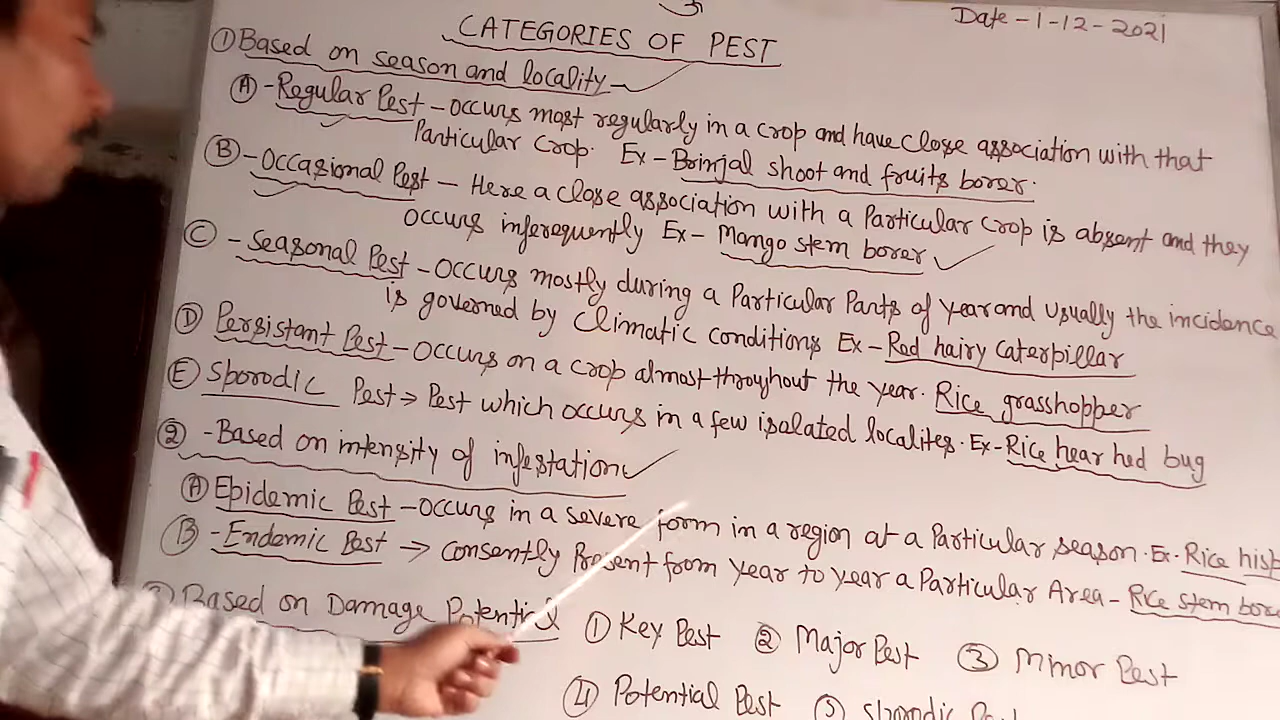 Date - 1 - 12 - 2021
CATEGORIES OF PEST
① Based on season and locality
Ⓐ - Regular Pest - occurs most regularly in a crop and have close association with that
Particular crop. Ex - Brinjal shoot and fruits borer.
Ⓑ - Occasional Pest - Here a close association with a Particular crop is absent and they
occurs inferequently Ex - Mango stem borer
Ⓒ - Seasonal Pest - occurs mostly during a Particular Parts of year and usually the incidence
is governed by climatic conditions Ex - Red hairy caterpillar
Ⓓ Persistant Pest - occurs on a crop almost throyhout the year. Rice grasshopper
Ⓔ Sporodic Pest → Pest which occurs in a few isalated localites. Ex - Rice hear hed bug
② - Based on intensity of infestation
Ⓐ Epidemic Pest - occurs in a severe form in a region at a Particular season. Ex. Rice hisp
Ⓑ - Endemic Pest → Consently Present from year to year a Particular Area - Rice stem bore
Based on Damage Potential ① Key Pest ② Major Pest ③ Minor Pest
④ Potential Pest ⑤ Sporodic